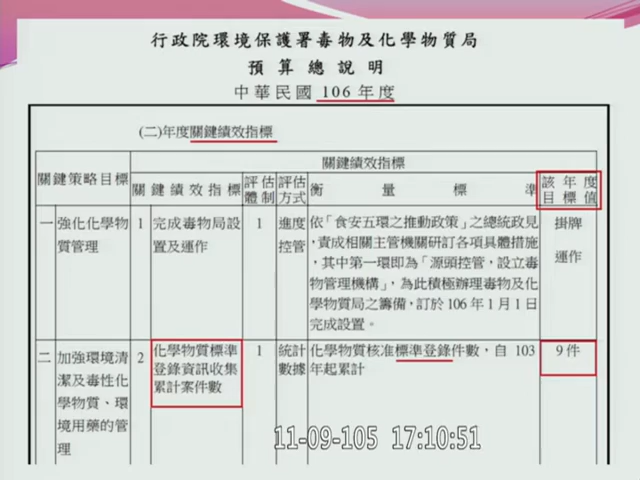 行政院環境保護署毒物及化學物質局
預算總說明
中華民國 106 年度
(二)年度關鍵績效指標
關鍵策略目標
關鍵績效指標
關鍵績效指標
評估
體制
評估
方式
衡量標準
該年度
目標值
一
強化化學物
質管理
1
完成毒物局設
置及運作
1
進度
控管
依「食安五環之推動政策」之總統政見
,責成相關主管機關研訂各項具體措施
,其中第一環即為「源頭控管,設立毒
物管理機構」,為此積極辦理毒物及化
學物質局之籌備,訂於 106 年 1 月 1 日
完成設置。
掛牌
運作
二
加強環境清
潔及毒性化
學物質、環
境用藥的管
理
2
化學物質標準
登錄資訊收集
累計案件數
1
統計
數據
化學物質核准標準登錄件數,自 103
年起累計
9 件
11-09-105 17:10:51